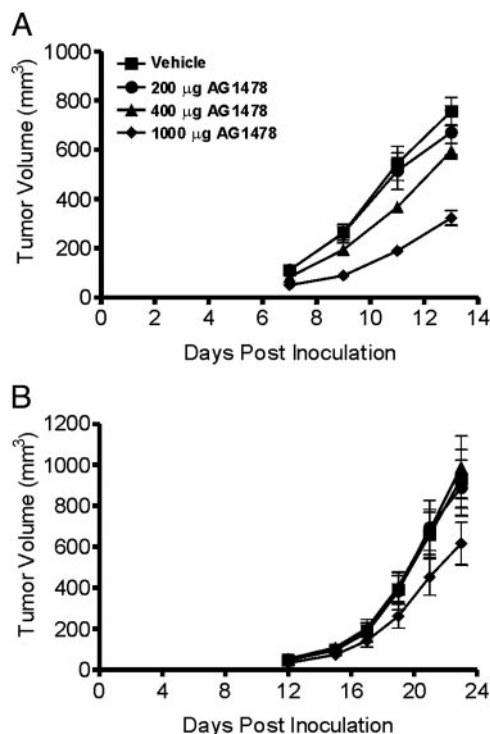 A
Tumor Volume (mm³)
1000
800
600
400
200
0
Vehicle
200 µg AG1478
400 µg AG1478
1000 µg AG1478
0 2 4 6 8 10 12 14
Days Post Inoculation
B
Tumor Volume (mm³)
1200
1000
800
600
400
200
0
0 4 8 12 16 20 24
Days Post Inoculation